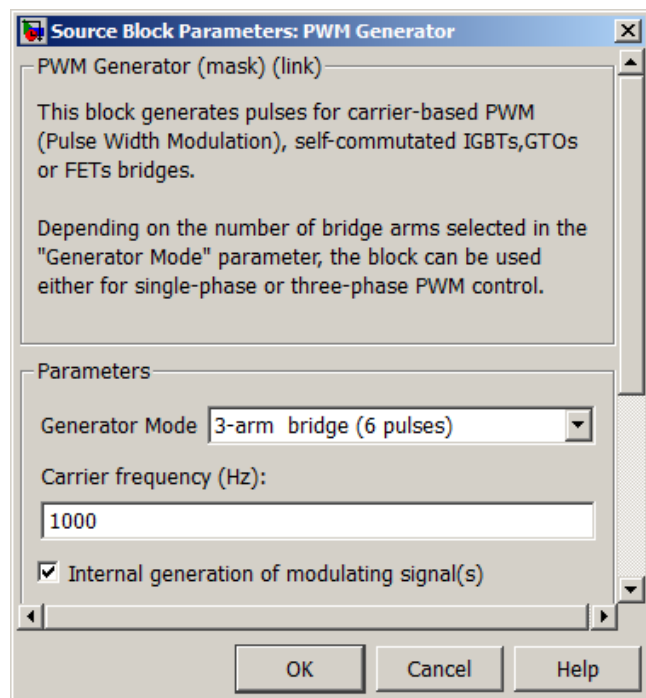 Source Block Parameters: PWM Generator
PWM Generator (mask) (link)
This block generates pulses for carrier-based PWM
(Pulse Width Modulation), self-commutated IGBTs,GTOs
or FETs bridges.
Depending on the number of bridge arms selected in the
"Generator Mode" parameter, the block can be used
either for single-phase or three-phase PWM control.
Parameters
Generator Mode 3-arm bridge (6 pulses)
Carrier frequency (Hz):
1000
Internal generation of modulating signal(s)
OK Cancel Help